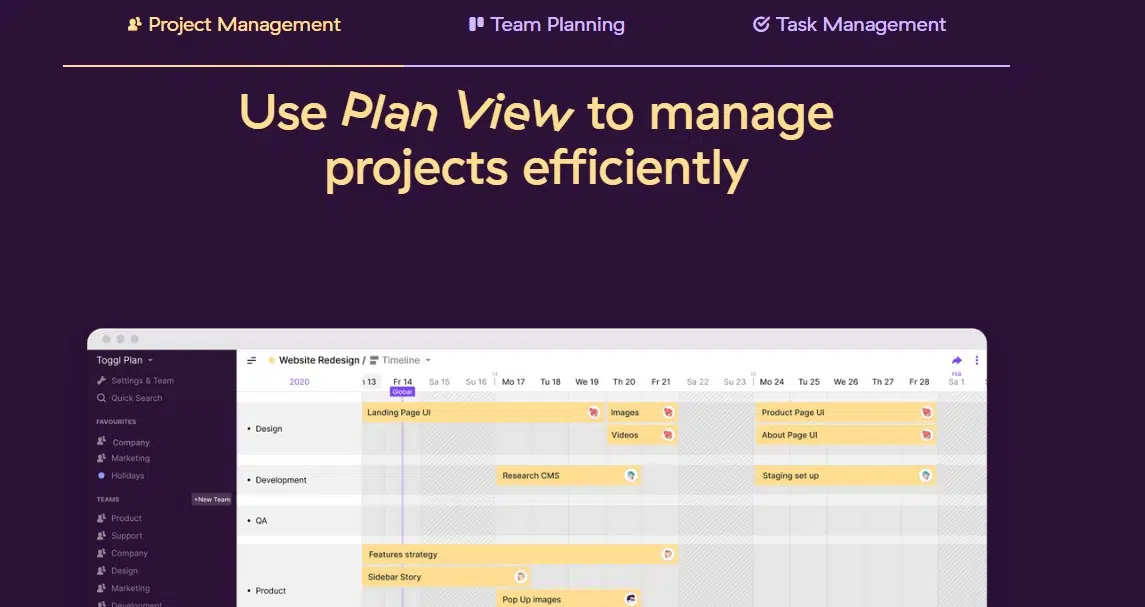 Project Management
Team Planning
Task Management
Use Plan View to manage
projects efficiently
Toggl Plan
Settings & Team
Quick Search
FAVOURITES
Company
Marketing
Holidays
TEAMS
+New Team
Product
Support
Company
Design
Marketing
Development
Website Redesign / Timeline
2020
13 Fr 14 Sa 15 Su 16 Mo 17 Tu 18 We 19 Th 20 Fr 21 Sa 22 Su 23 Mo 24 Tu 25 We 26 Th 27 Fr 28 FEB Sa 1
Global
Design
Landing Page UI
Images
Product Page UI
Videos
About Page UI
Development
Research CMS
Staging set up
QA
Product
Features strategy
Sidebar Story
Pop Up images